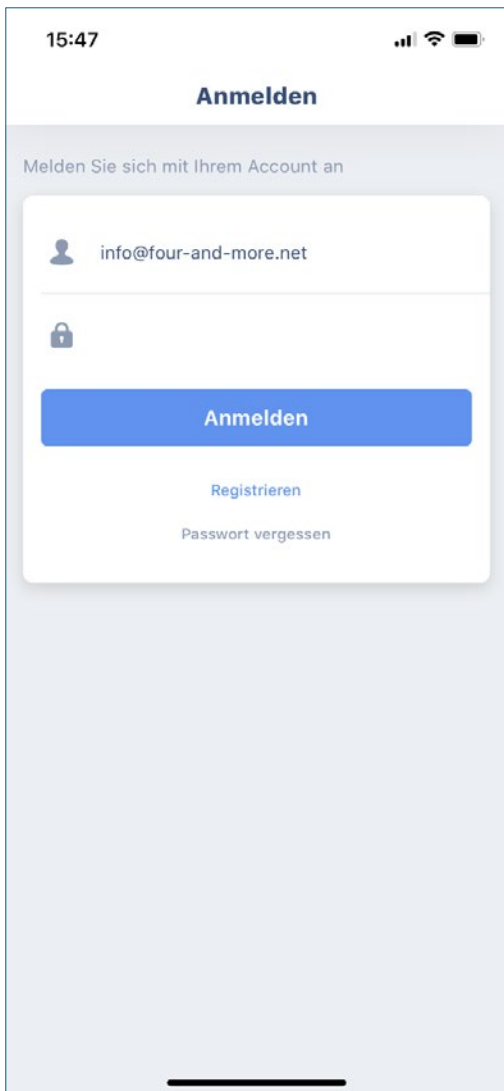 15:47
Anmelden
Melden Sie sich mit Ihrem Account an
info@four-and-more.net
Anmelden
Registrieren
Passwort vergessen